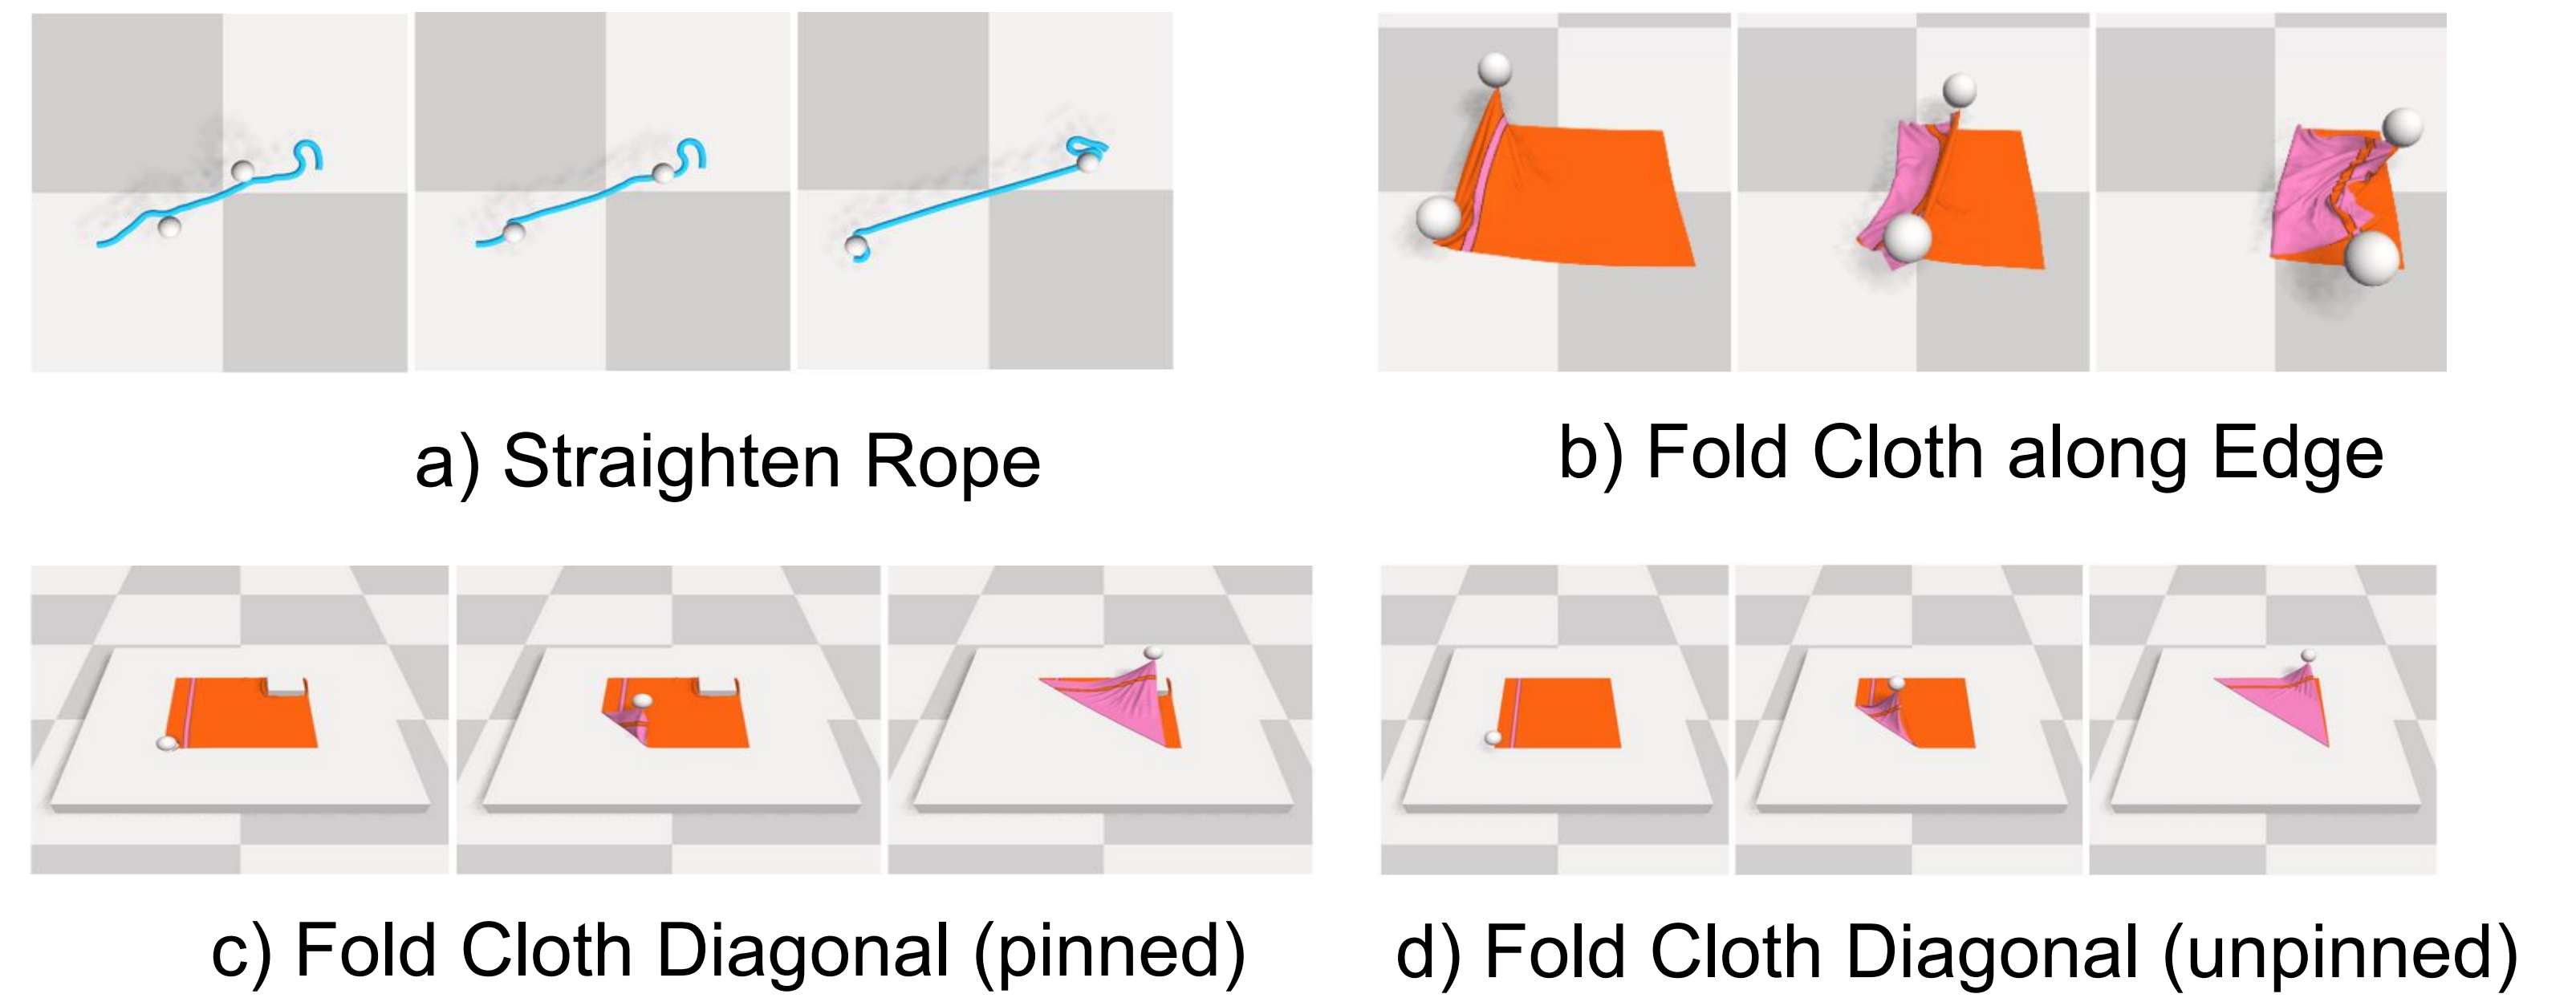 a) Straighten Rope
b) Fold Cloth along Edge
c) Fold Cloth Diagonal (pinned)
d) Fold Cloth Diagonal (unpinned)